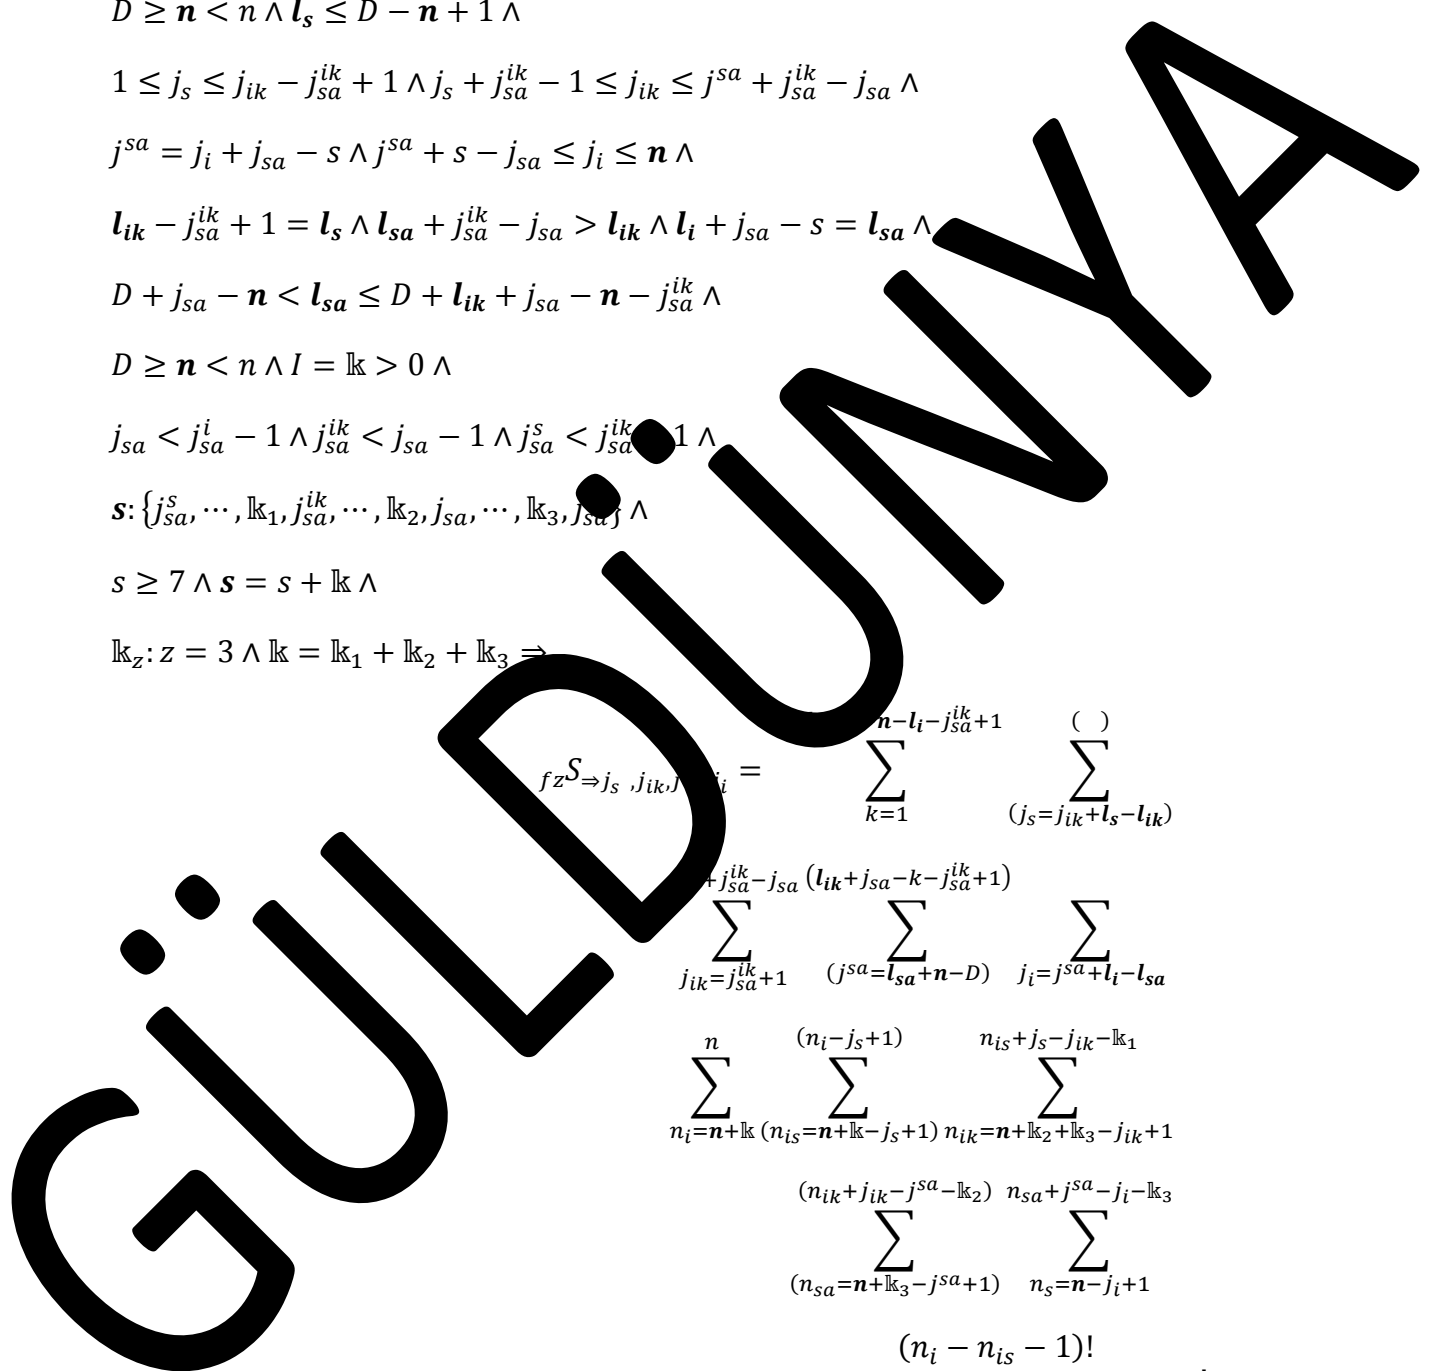 D ≥ 𝒏 < n ∧ 𝒍_𝒔 ≤ D − 𝒏 + 1 ∧
1 ≤ j_s ≤ j_{ik} − j_{sa}^{ik} + 1 ∧ j_s + j_{sa}^{ik} − 1 ≤ j_{ik} ≤ j^{sa} + j_{sa}^{ik} − j_{sa} ∧
j^{sa} = j_i + j_{sa} − s ∧ j^{sa} + s − j_{sa} ≤ j_i ≤ 𝒏 ∧
𝒍_{𝒊𝒌} − j_{sa}^{ik} + 1 = 𝒍_𝒔 ∧ 𝒍_{𝒔𝒂} + j_{sa}^{ik} − j_{sa} > 𝒍_{𝒊𝒌} ∧ 𝒍_𝒊 + j_{sa} − s = 𝒍_{𝒔𝒂} ∧
D + j_{sa} − 𝒏 < 𝒍_{𝒔𝒂} ≤ D + 𝒍_{𝒊𝒌} + j_{sa} − 𝒏 − j_{sa}^{ik} ∧
D ≥ 𝒏 < n ∧ I = 𝕜 > 0 ∧
j_{sa} < j_{sa}^{i} − 1 ∧ j_{sa}^{ik} < j_{sa} − 1 ∧ j_{sa}^{s} < j_{sa}^{ik} 1 ∧
𝒔: {j_{sa}^{s}, ⋯ , 𝕜_1, j_{sa}^{ik}, ⋯ , 𝕜_2, j_{sa}, ⋯ , 𝕜_3, j_{sa}} ∧
s ≥ 7 ∧ 𝒔 = s + 𝕜 ∧
𝕜_z: z = 3 ∧ 𝕜 = 𝕜_1 + 𝕜_2 + 𝕜_3 ⇒
𝒏−𝒍_𝒊−j_{sa}^{ik}+1 ( )
_{fz}S_{⇒j_s ,j_{ik},j i} = ∑ ∑
k=1 (j_s=j_{ik}+𝒍_𝒔−𝒍_{𝒊𝒌})
+j_{sa}^{ik}−j_{sa} (𝒍_{𝒊𝒌}+j_{sa}−k−j_{sa}^{ik}+1)
∑ ∑ ∑
j_{ik}=j_{sa}^{ik}+1 (j^{sa}=𝒍_{𝒔𝒂}+𝒏−D) j_i=j^{sa}+𝒍_𝒊−𝒍_{𝒔𝒂}
n (n_i−j_s+1) n_{is}+j_s−j_{ik}−𝕜_1
∑ ∑ ∑
n_i=𝒏+𝕜 (n_{is}=𝒏+𝕜−j_s+1) n_{ik}=𝒏+𝕜_2+𝕜_3−j_{ik}+1
(n_{ik}+j_{ik}−j^{sa}−𝕜_2) n_{sa}+j^{sa}−j_i−𝕜_3
∑ ∑
(n_{sa}=𝒏+𝕜_3−j^{sa}+1) n_s=𝒏−j_i+1
(n_i − n_{is} − 1)!
GÜLDÜNYA